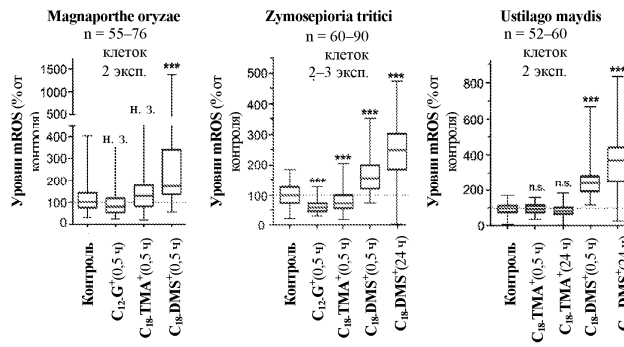 Magnaporthe oryzae
n = 55–76
клеток
2 эксп.
***
Н. З.
Н. З.
Уровни mROS (% от
контроля)
1500
1000
500
400
300
200
100
0
Контроль
C12-G+(0,5 ч)
C18-TMA+(0,5 ч)
C18-DMS+(0,5 ч)
Zymosepioria tritici
n = 60–90
клеток
2–3 эксп.
***
***
***
***
Уровни mROS (% от
контроля)
500
400
300
200
100
0
Контроль
C12-G+(0,5 ч)
C18-TMA+(0,5 ч)
C18-DMS+(0,5 ч)
C18-DMS+(24 ч)
Ustilago maydis
n = 52–60
клеток
2 эксп.
***
***
n.s.
n.s.
Уровни mROS (% от
контроля)
800
600
400
200
0
Контроль
C18-TMA+(0,5 ч)
C18-TMA+(24 ч)
C18-DMS+(0,5 ч)
DMS+(24 ч)